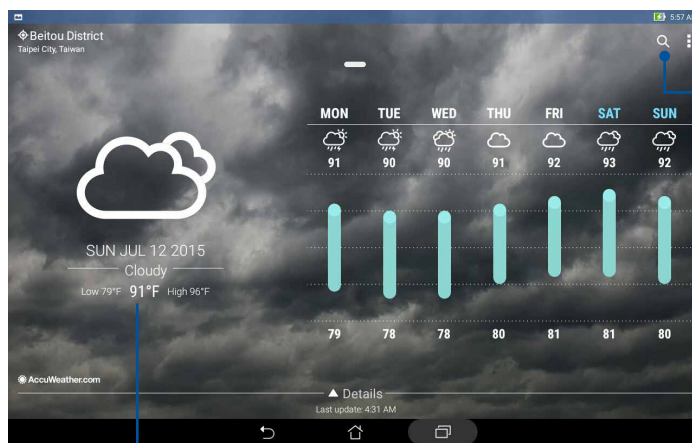 5:57 A
Beitou District
Taipei City, Taiwan
MON TUE WED THU FRI SAT SUN
91 90 90 91 92 93 92
SUN JUL 12 2015
Cloudy
Low 79°F 91°F High 96°F
79 78 78 80 81 81 80
AccuWeather.com
Details
Last update: 4:31 AM